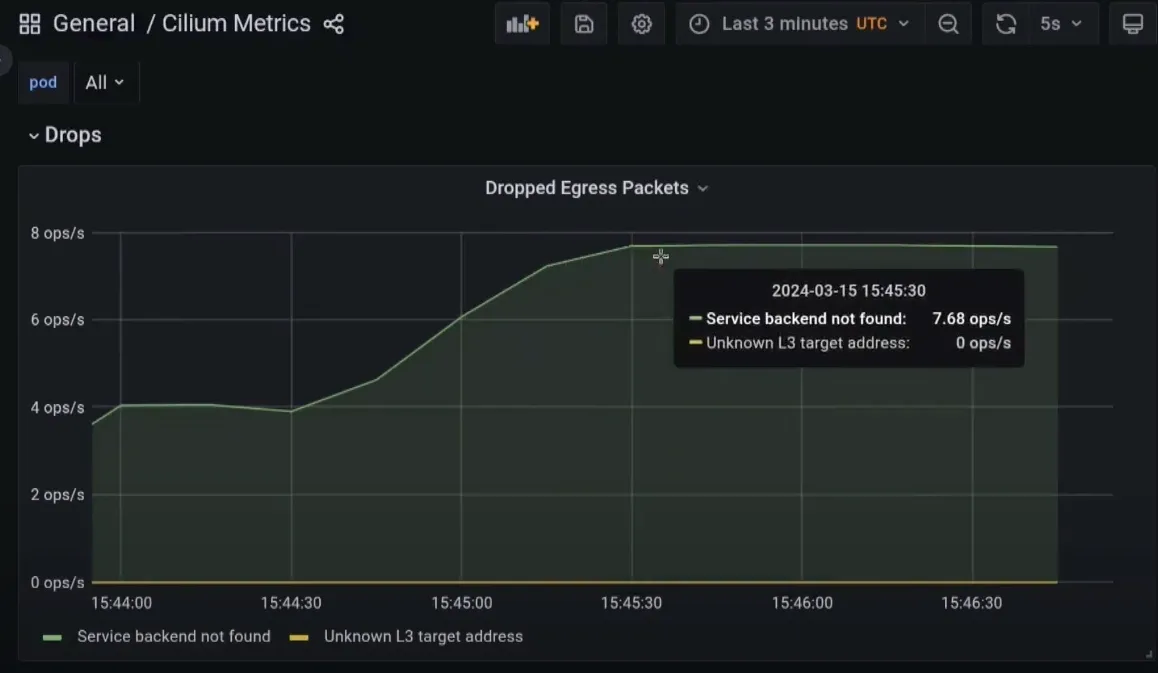 General / Cilium Metrics
Last 3 minutes UTC
5s
pod All
Drops
Dropped Egress Packets
8 ops/s
6 ops/s
4 ops/s
2 ops/s
0 ops/s
2024-03-15 15:45:30
Service backend not found: 7.68 ops/s
Unknown L3 target address: 0 ops/s
15:44:00 15:44:30 15:45:00 15:45:30 15:46:00 15:46:30
Service backend not found Unknown L3 target address